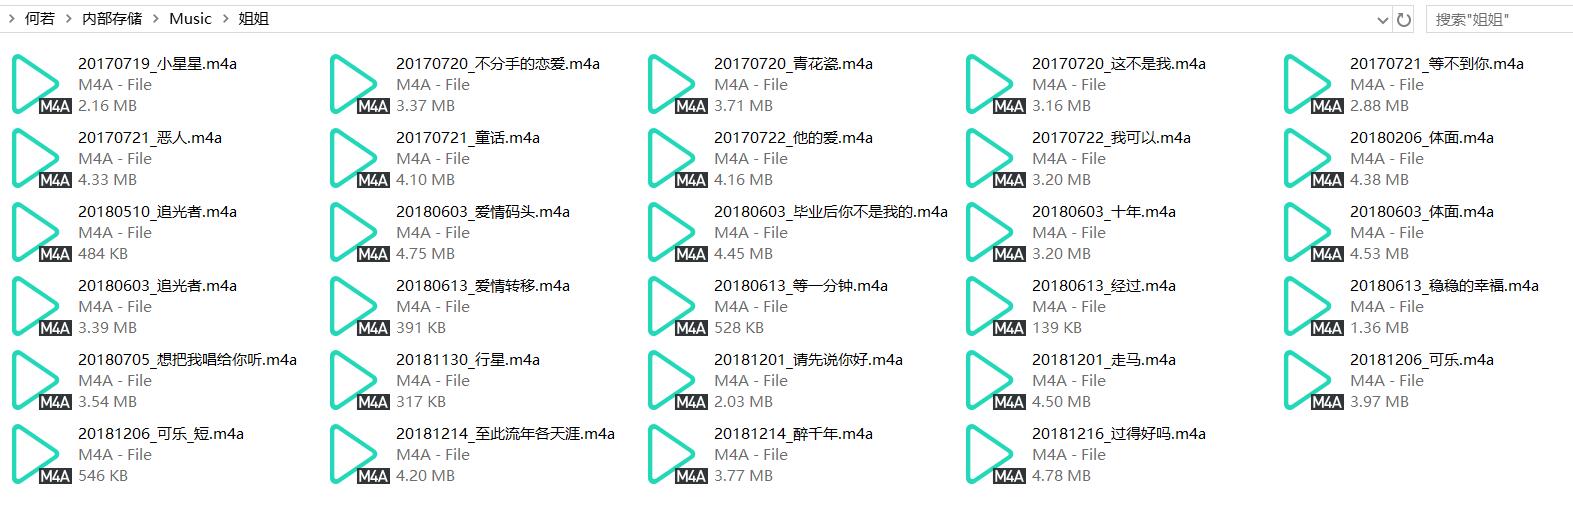 何若 内部存储 Music 姐姐 搜索"姐姐"
20170719_小星星.m4a
M4A - File
M4A 2.16 MB
20170720_不分手的恋爱.m4a
M4A - File
M4A 3.37 MB
20170720_青花瓷.m4a
M4A - File
M4A 3.71 MB
20170720_这不是我.m4a
M4A - File
M4A 3.16 MB
20170721_等不到你.m4a
M4A - File
M4A 2.88 MB
20170721_恶人.m4a
M4A - File
M4A 4.33 MB
20170721_童话.m4a
M4A - File
M4A 4.10 MB
20170722_他的爱.m4a
M4A - File
M4A 4.16 MB
20170722_我可以.m4a
M4A - File
M4A 3.20 MB
20180206_体面.m4a
M4A - File
M4A 4.38 MB
20180510_追光者.m4a
M4A - File
M4A 484 KB
20180603_爱情码头.m4a
M4A - File
M4A 4.75 MB
20180603_毕业后你不是我的.m4a
M4A - File
M4A 4.45 MB
20180603_十年.m4a
M4A - File
M4A 3.20 MB
20180603_体面.m4a
M4A - File
M4A 4.53 MB
20180603_追光者.m4a
M4A - File
M4A 3.39 MB
20180613_爱情转移.m4a
M4A - File
M4A 391 KB
20180613_等一分钟.m4a
M4A - File
M4A 528 KB
20180613_经过.m4a
M4A - File
M4A 139 KB
20180613_稳稳的幸福.m4a
M4A - File
M4A 1.36 MB
20180705_想把我唱给你听.m4a
M4A - File
M4A 3.54 MB
20181130_行星.m4a
M4A - File
M4A 317 KB
20181201_请先说你好.m4a
M4A - File
M4A 2.03 MB
20181201_走马.m4a
M4A - File
M4A 4.50 MB
20181206_可乐.m4a
M4A - File
M4A 3.97 MB
20181206_可乐_短.m4a
M4A - File
M4A 546 KB
20181214_至此流年各天涯.m4a
M4A - File
M4A 4.20 MB
20181214_醉千年.m4a
M4A - File
M4A 3.77 MB
20181216_过得好吗.m4a
M4A - File
M4A 4.78 MB